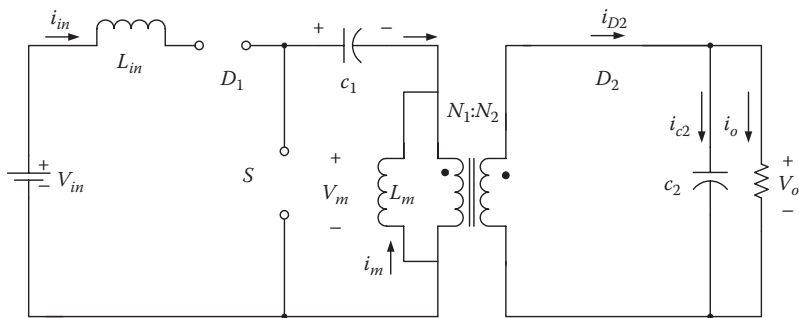 i_in
L_in
D_1
+ −
c_1
i_D2
D_2
N_1:N_2
i_c2
i_o
+
−
V_in
S
+
V_m
−
L_m
c_2
+
V_o
−
i_m